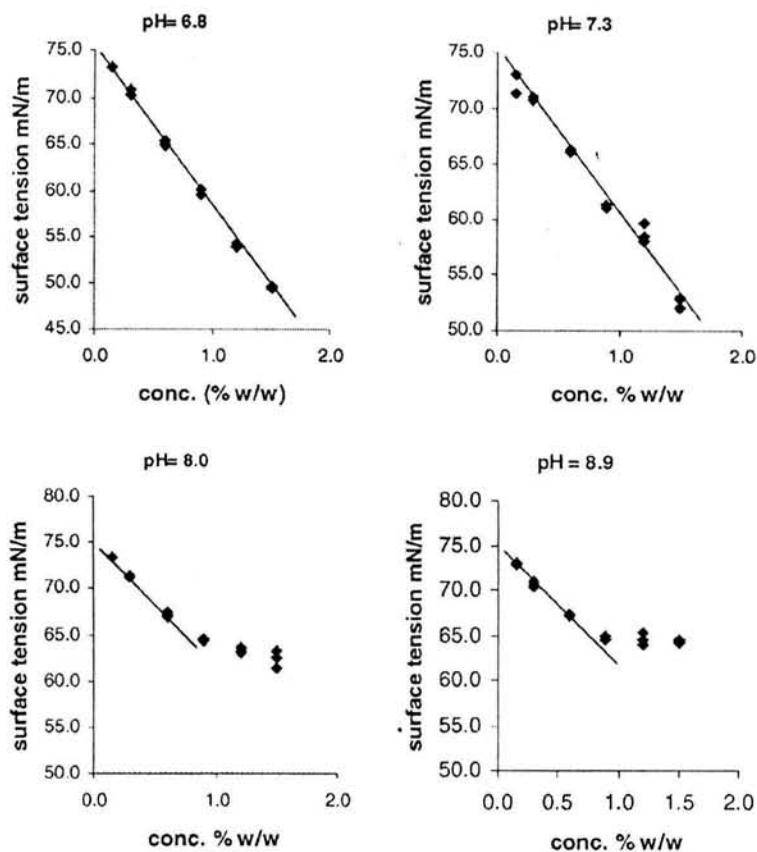 pH= 6.8
75.0
70.0
65.0
60.0
55.0
50.0
45.0
surface tension mN/m
0.0 1.0 2.0
conc. (% w/w)
pH= 7.3
75.0
70.0
65.0
60.0
55.0
50.0
surface tension mN/m
0.0 1.0 2.0
conc. % w/w
pH= 8.0
80.0
75.0
70.0
65.0
60.0
55.0
50.0
surface tension mN/m
0.0 1.0 2.0
conc. % w/w
pH = 8.9
80.0
75.0
70.0
65.0
60.0
55.0
50.0
surface tension mN/m
0.0 0.5 1.0 1.5 2.0
conc. % w/w